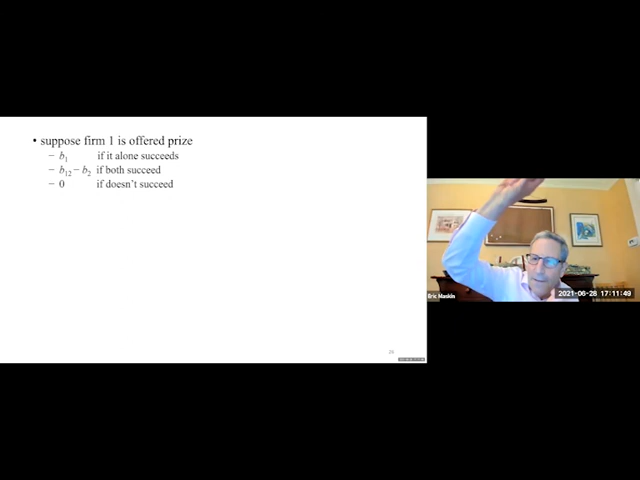 • suppose firm 1 is offered prize
– b₁ if it alone succeeds
– b₁₂ – b₂ if both succeed
– 0 if doesn't succeed
Eric Maskin
2021-06-28 17:11:49